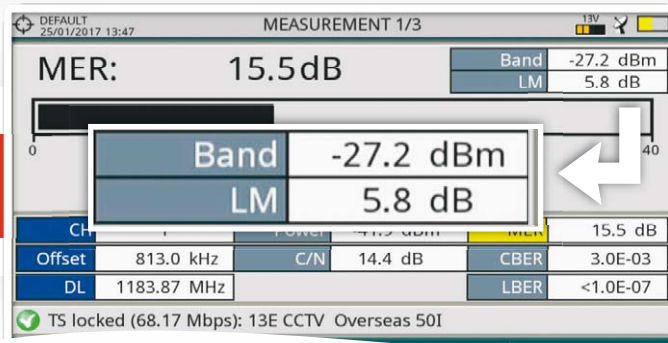 DEFAULT
25/01/2017 13:47
MEASUREMENT 1/3
13V
MER: 15.5dB
Band -27.2 dBm
LM 5.8 dB
0 40
Band -27.2 dBm
LM 5.8 dB
CH Power dBm MER 15.5 dB
Offset 813.0 kHz C/N 14.4 dB CBER 3.0E-03
DL 1183.87 MHz LBER <1.0E-07
TS locked (68.17 Mbps): 13E CCTV Overseas 50I